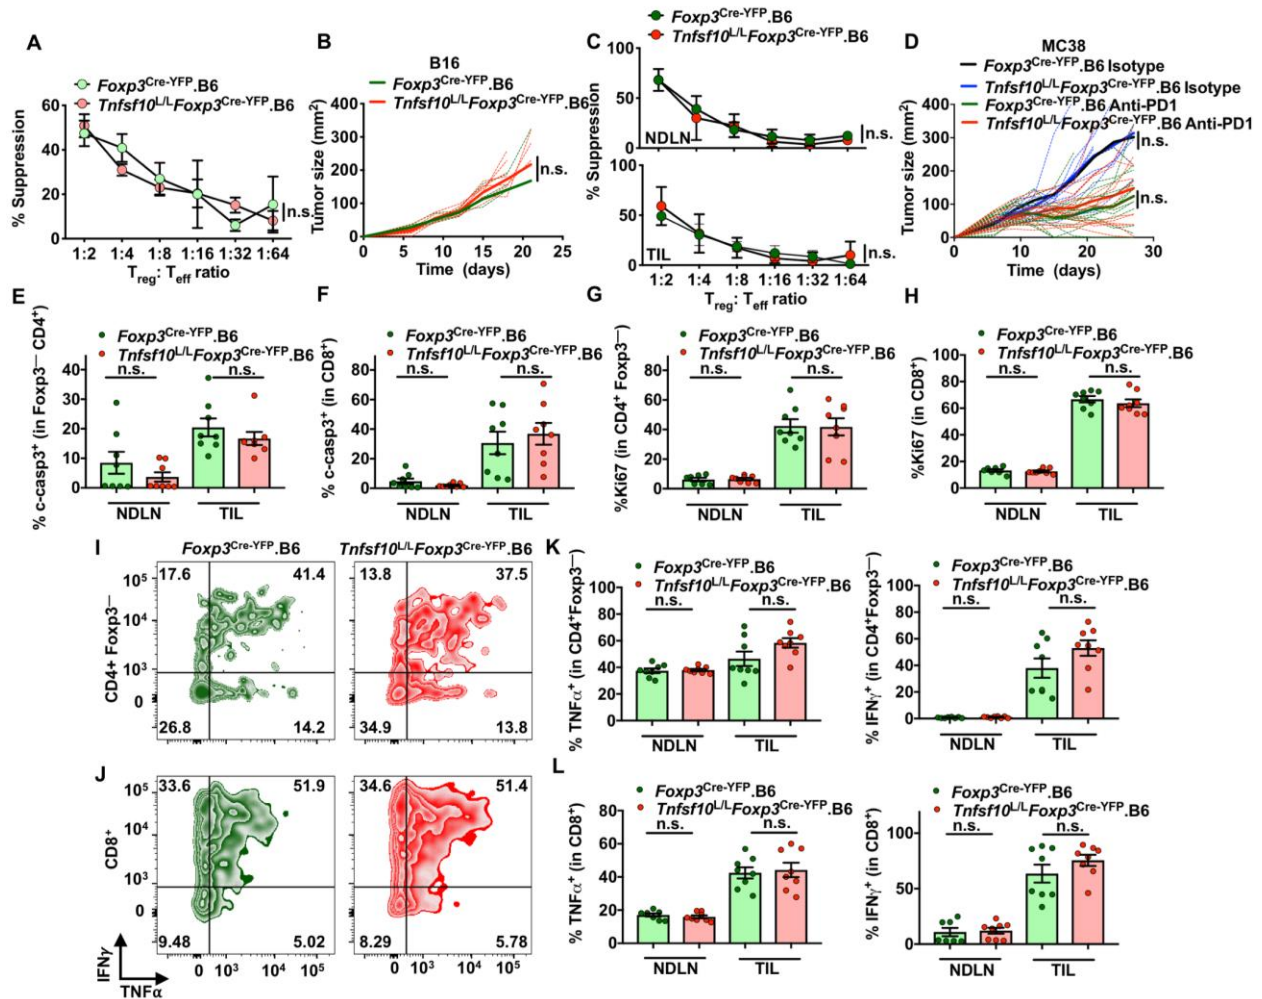 A
Foxp3Cre-YFP.B6
Tnfsf10L/LFoxp3Cre-YFP.B6
% Suppression
60
40
20
0
1:2 1:4 1:8 1:16 1:32 1:64
Treg: Teff ratio
n.s.
B
B16
Foxp3Cre-YFP.B6
Tnfsf10L/LFoxp3Cre-YFP.B6
Tumor size (mm2)
400
300
200
100
0
0 5 10 15 20 25
Time (days)
n.s.
C
Foxp3Cre-YFP.B6
Tnfsf10L/LFoxp3Cre-YFP.B6
% Suppression
100
50
0
NDLN
n.s.
100
50
0
TIL
n.s.
1:2 1:4 1:8 1:16 1:32 1:64
Treg: Teff ratio
D
MC38
Foxp3Cre-YFP.B6 Isotype
Tnfsf10L/LFoxp3Cre-YFP.B6 Isotype
Foxp3Cre-YFP.B6 Anti-PD1
Tnfsf10L/LFoxp3Cre-YFP.B6 Anti-PD1
Tumor size (mm2)
400
300
200
100
0
0 10 20 30
Time (days)
n.s.
n.s.
E
Foxp3Cre-YFP.B6
Tnfsf10L/LFoxp3Cre-YFP.B6
n.s. n.s.
% c-casp3+ (in Foxp3— CD4+)
40
30
20
10
0
NDLN TIL
F
Foxp3Cre-YFP.B6
Tnfsf10L/LFoxp3Cre-YFP.B6
n.s. n.s.
% c-casp3+ (in CD8+)
80
60
40
20
0
NDLN TIL
G
Foxp3Cre-YFP.B6
Tnfsf10L/LFoxp3Cre-YFP.B6
n.s. n.s.
%Ki67 (in CD4+ Foxp3—)
80
60
40
20
0
NDLN TIL
H
Foxp3Cre-YFP.B6
Tnfsf10L/LFoxp3Cre-YFP.B6
n.s. n.s.
%Ki67 (in CD8+)
100
80
60
40
20
0
NDLN TIL
I
Foxp3Cre-YFP.B6 Tnfsf10L/LFoxp3Cre-YFP.B6
CD4+ Foxp3—
105
104
103
0
17.6 41.4
26.8 14.2
13.8 37.5
34.9 13.8
J
CD8+
105
104
103
0
33.6 51.9
9.48 5.02
34.6 51.4
8.29 5.78
0 103 104 105 0 103 104 105
IFNγ
TNFα
K
Foxp3Cre-YFP.B6
Tnfsf10L/LFoxp3Cre-YFP.B6
n.s. n.s.
% TNFα+ (in CD4+Foxp3—)
100
80
60
40
20
0
NDLN TIL
Foxp3Cre-YFP.B6
Tnfsf10L/LFoxp3Cre-YFP.B6
n.s. n.s.
% IFNγ+ (in CD4+Foxp3—)
100
80
60
40
20
0
NDLN TIL
L
Foxp3Cre-YFP.B6
Tnfsf10L/LFoxp3Cre-YFP.B6
n.s. n.s.
% TNFα+ (in CD8+)
80
60
40
20
0
NDLN TIL
Foxp3Cre-YFP.B6
Tnfsf10L/LFoxp3Cre-YFP.B6
n.s. n.s.
% IFNγ+ (in CD8+)
100
50
0
NDLN TIL